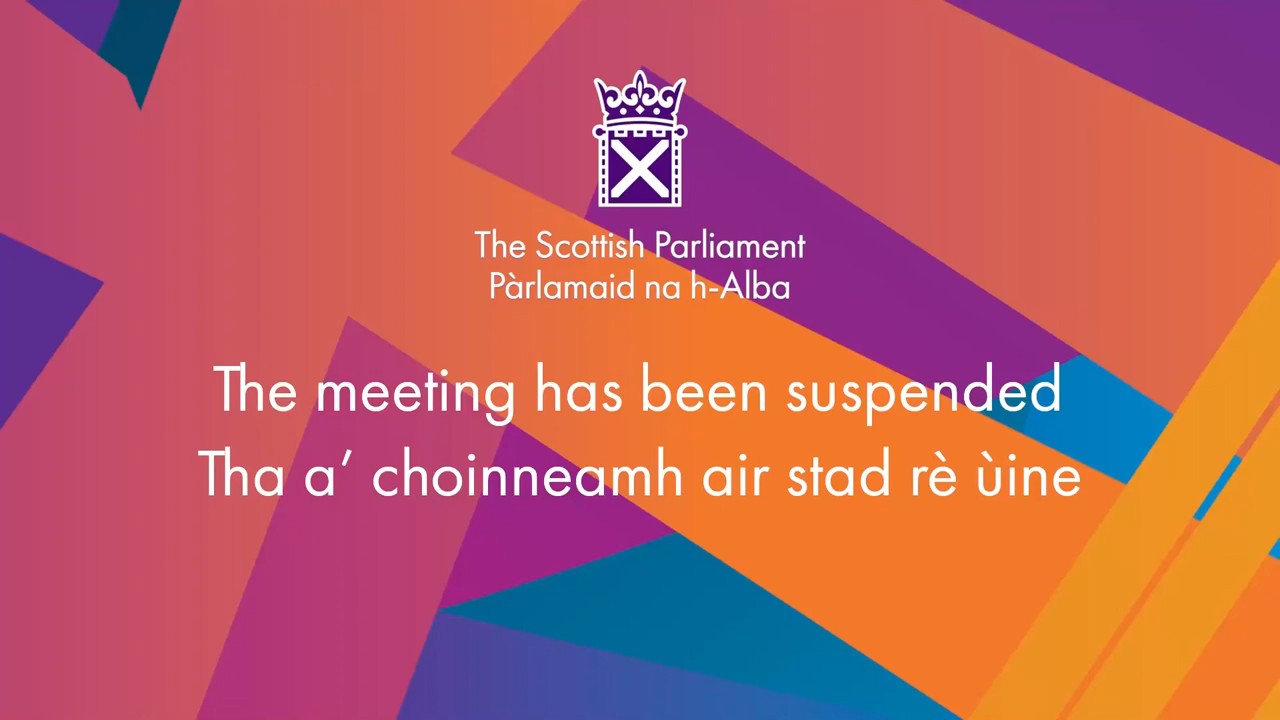 The Scottish Parliament
Pàrlamaid na h-Alba
The meeting has been suspended
Tha a’ choinneamh air stad rè ùine